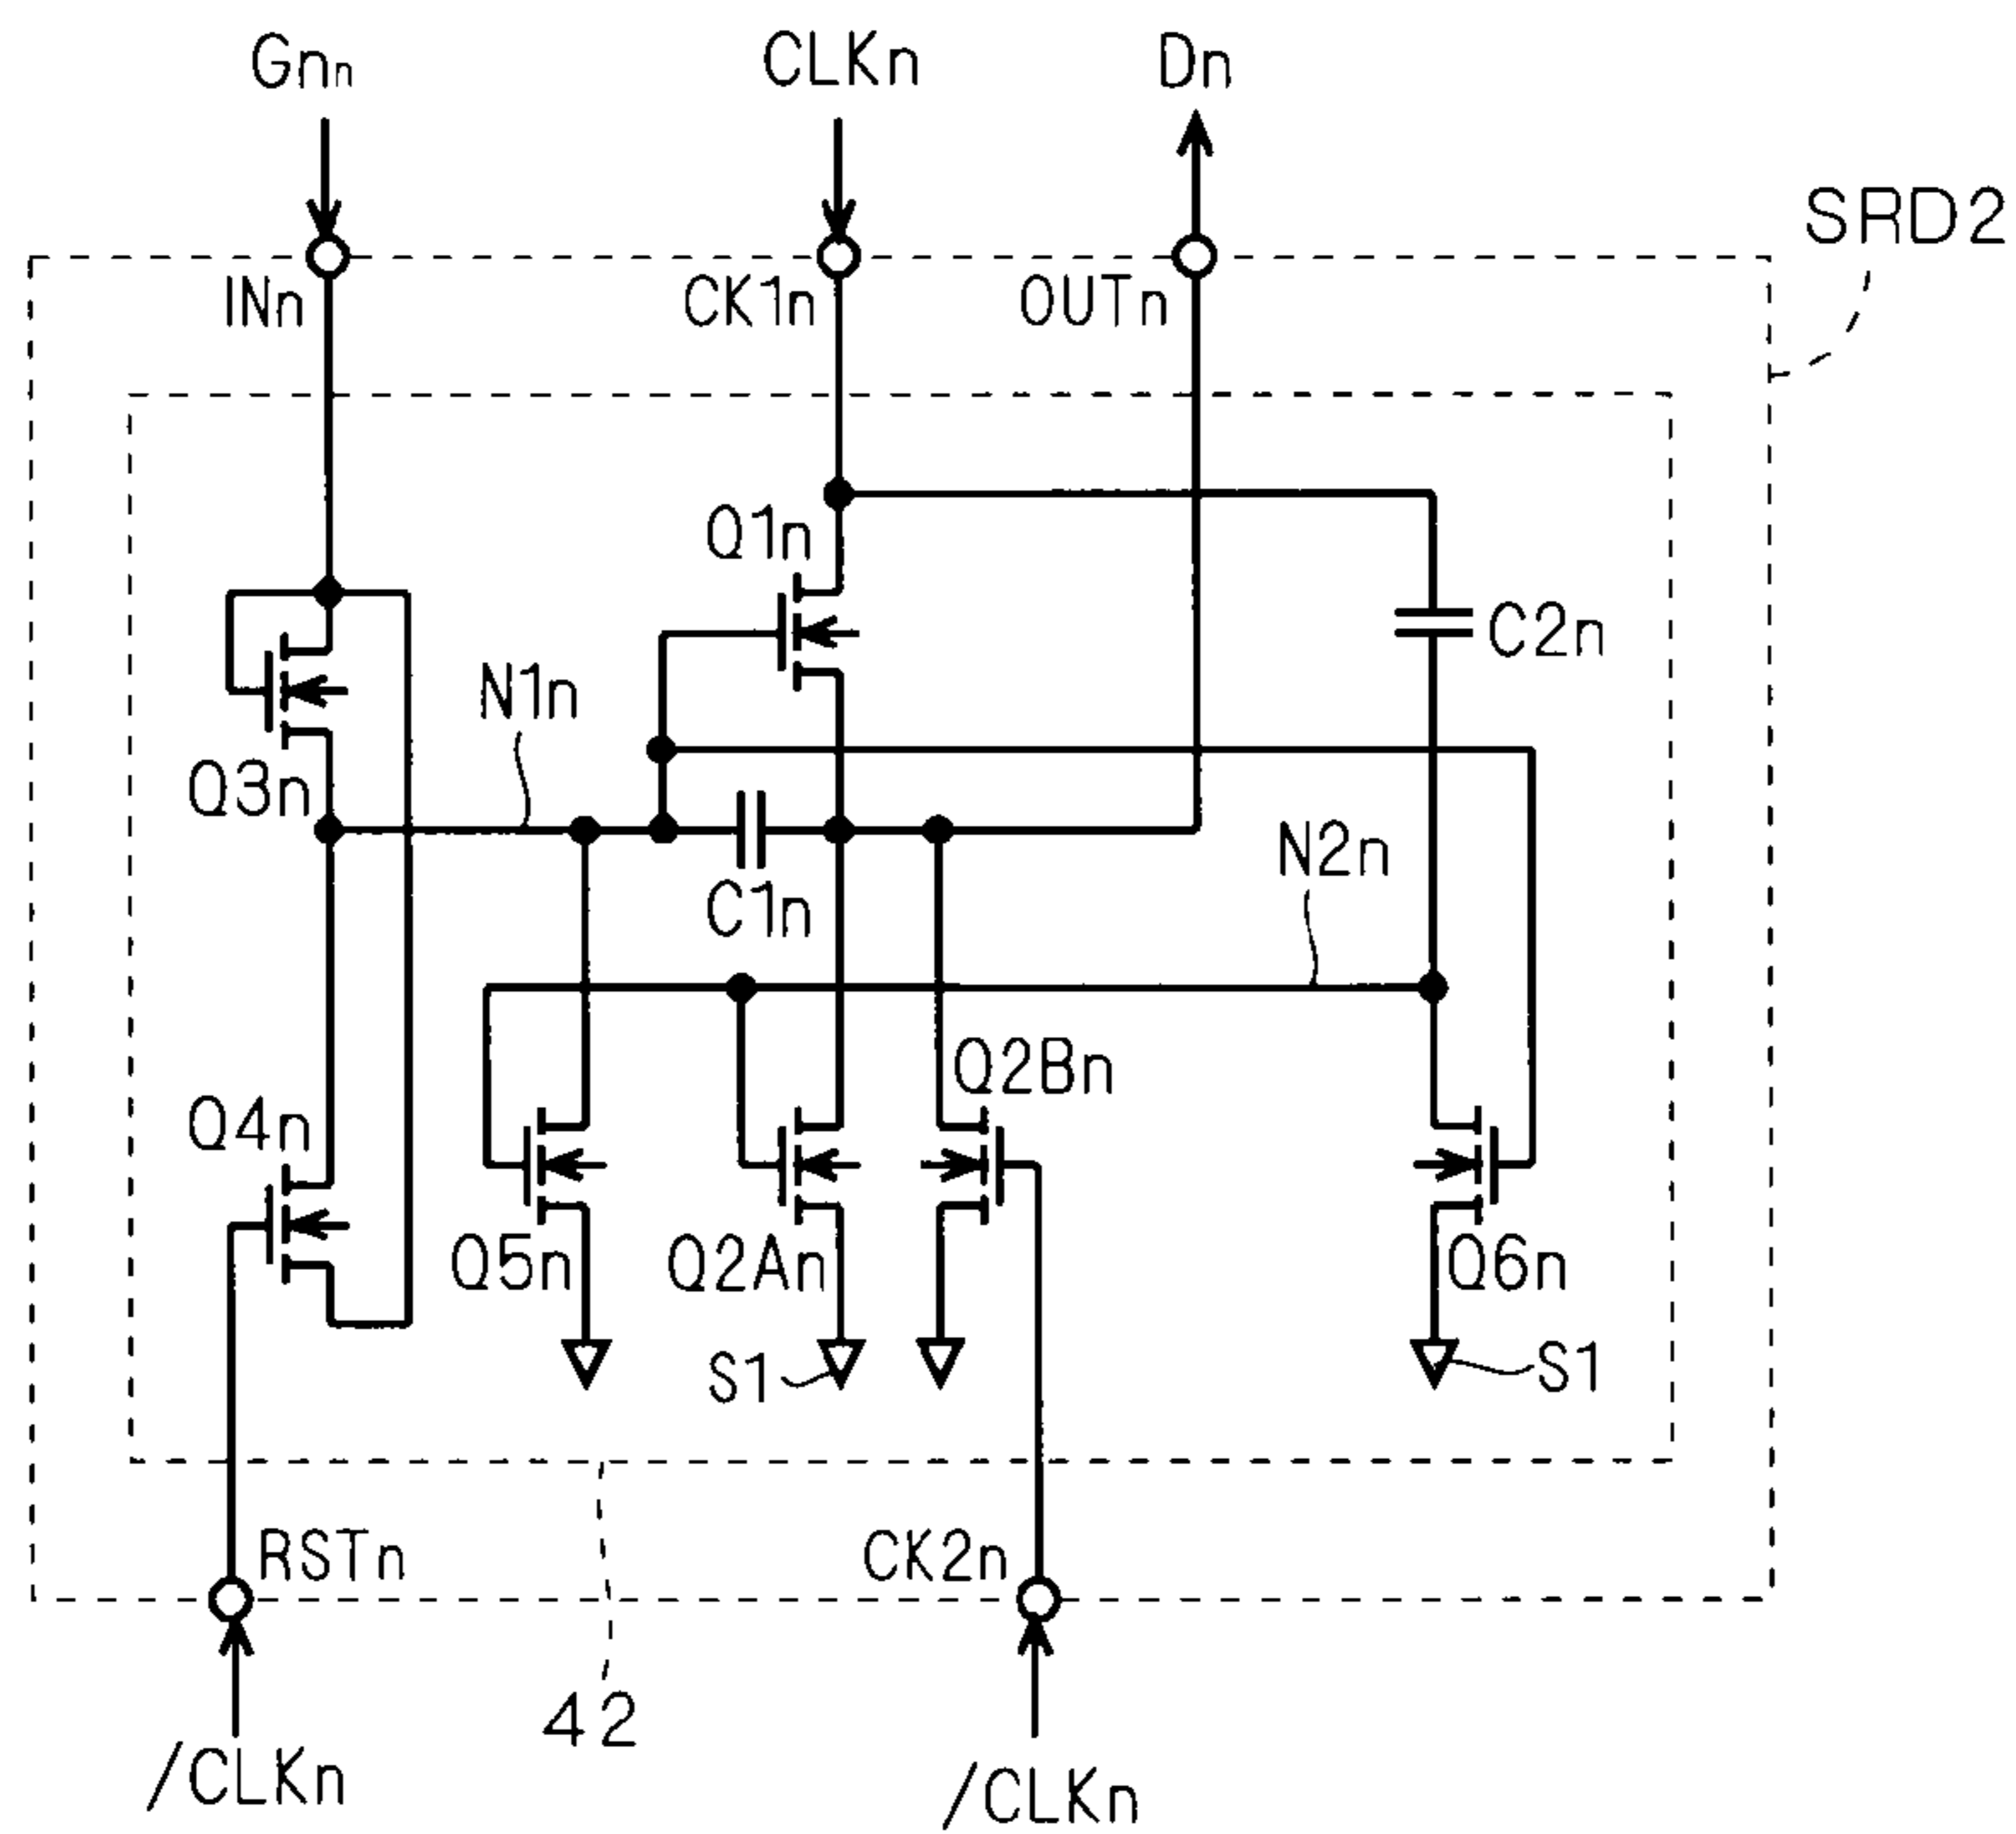 Gnn
CLKn
Dn
SRD2
INn
CK1n
OUTn
Q1n
C2n
N1n
Q3n
N2n
C1n
Q2Bn
Q4n
Q5n
Q2An
Q6n
S1
S1
RSTn
CK2n
42
/CLKn
/CLKn